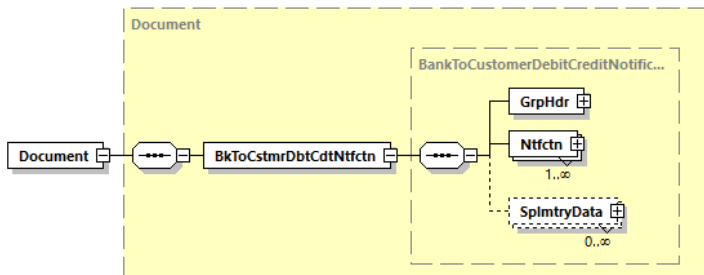 Document
BankToCustomerDebitCreditNotific...
GrpHdr
Document
BkToCstmrDbtCdtNtfctn
Ntfctn
1..∞
SplmtryData
0..∞